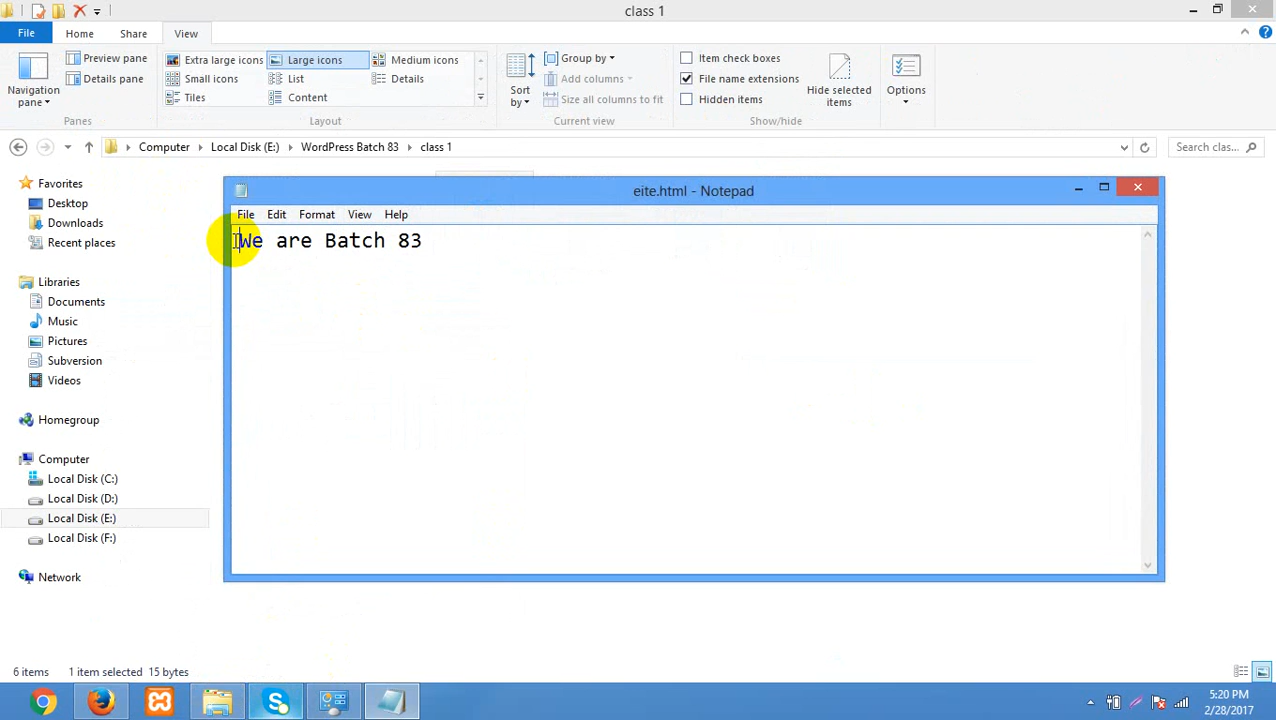 class 1
File Home Share View
Preview pane
Details pane
Navigation pane
Panes
Extra large icons Large icons Medium icons
Small icons List Details
Tiles Content
Layout
Sort by
Group by
Add columns
Size all columns to fit
Current view
Item check boxes
File name extensions
Hidden items
Hide selected items
Show/hide
Options
Computer Local Disk (E:) WordPress Batch 83 class 1
Search clas...
Favorites
Desktop
Downloads
Recent places
Libraries
Documents
Music
Pictures
Subversion
Videos
Homegroup
Computer
Local Disk (C:)
Local Disk (D:)
Local Disk (E:)
Local Disk (F:)
Network
eite.html - Notepad
File Edit Format View Help
We are Batch 83
6 items 1 item selected 15 bytes
5:20 PM
2/28/2017